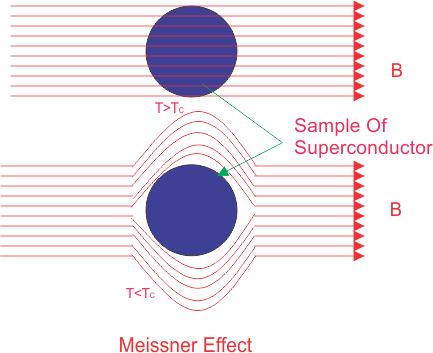 B
T>Tc
Sample Of
Superconductor
B
T<Tc
Meissner Effect